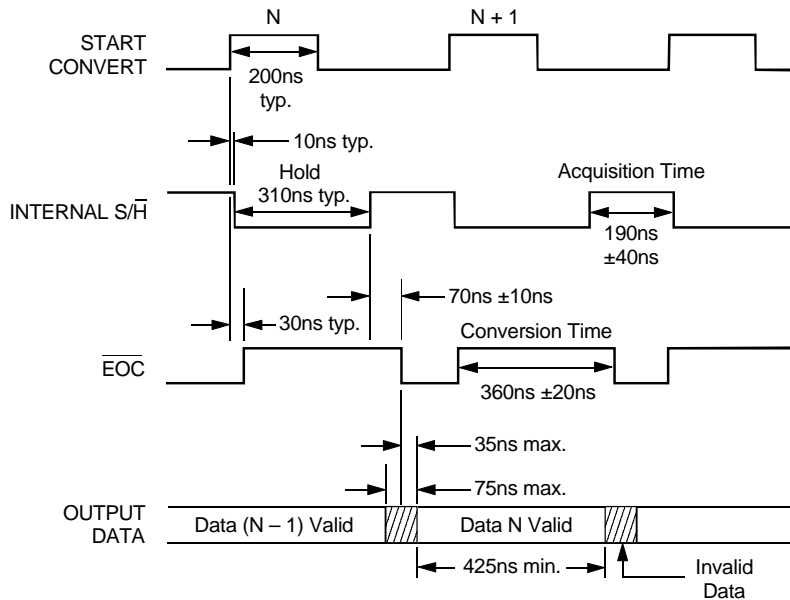 N
N + 1
START
CONVERT
200ns
typ.
10ns typ.
Hold
310ns typ.
Acquisition Time
INTERNAL S/H̅
190ns
±40ns
70ns ±10ns
30ns typ.
Conversion Time
E̅O̅C̅
360ns ±20ns
35ns max.
75ns max.
OUTPUT
DATA
Data (N – 1) Valid
Data N Valid
425ns min.
Invalid
Data